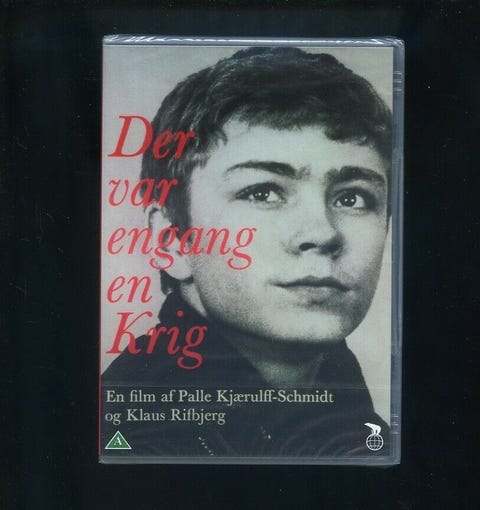 Der
var
engang
en
Krig
En film af Palle Kjærulff-Schmidt
og Klaus Rifbjerg
A